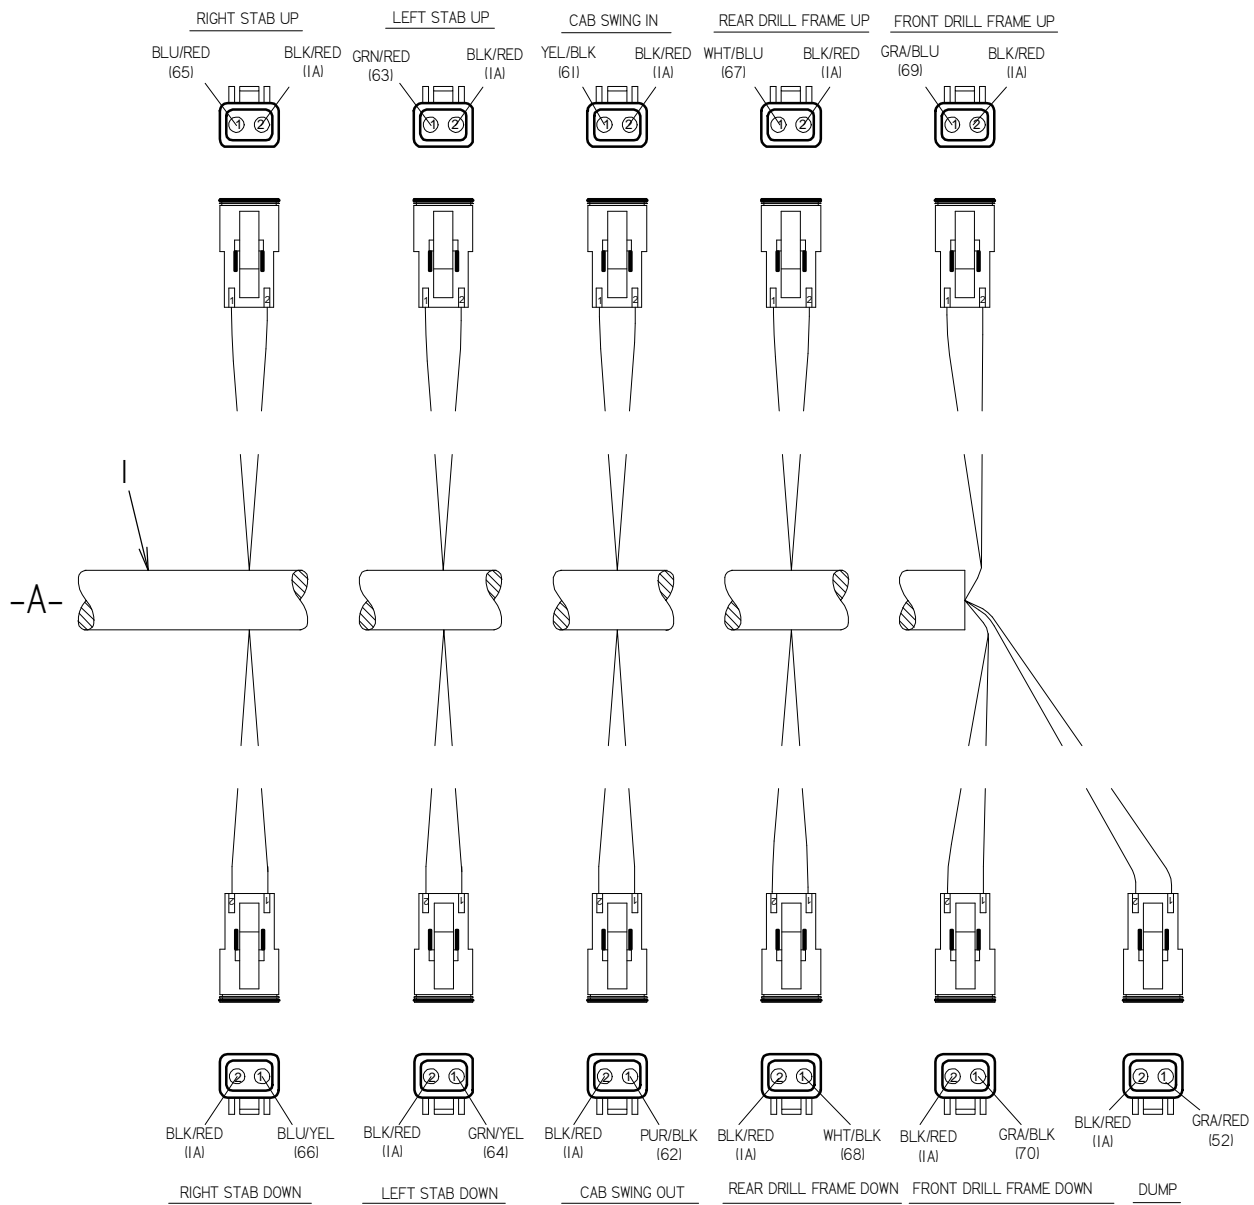 RIGHT STAB UP
LEFT STAB UP
CAB SWING IN
REAR DRILL FRAME UP
FRONT DRILL FRAME UP
BLU/RED
(65)
BLK/RED
(1A)
GRN/RED
(63)
BLK/RED
(1A)
YEL/BLK
(61)
BLK/RED
(1A)
WHT/BLU
(67)
BLK/RED
(1A)
GRA/BLU
(69)
BLK/RED
(1A)
1 2
1 2
1 2
1 2
1 2
1 2
1 2
1 2
1 2
1 2
1
-A-
2 1
2 1
2 1
2 1
2 1
2 1
2 1
2 1
2 1
2 1
2 1
2 1
BLK/RED
(1A)
BLU/YEL
(66)
BLK/RED
(1A)
GRN/YEL
(64)
BLK/RED
(1A)
PUR/BLK
(62)
BLK/RED
(1A)
WHT/BLK
(68)
BLK/RED
(1A)
GRA/BLK
(70)
BLK/RED
(1A)
GRA/RED
(52)
RIGHT STAB DOWN
LEFT STAB DOWN
CAB SWING OUT
REAR DRILL FRAME DOWN
FRONT DRILL FRAME DOWN
DUMP